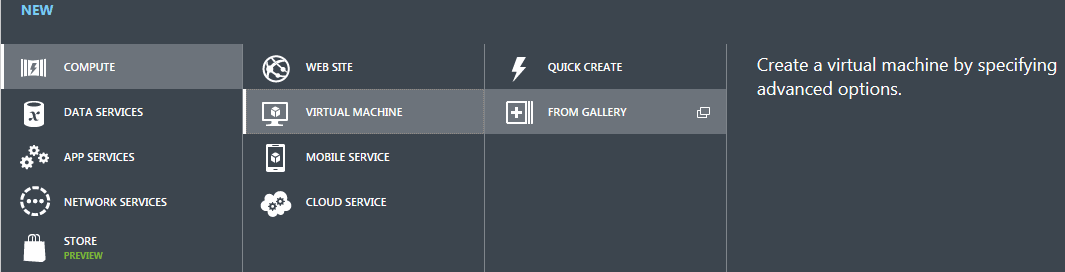 NEW
COMPUTE
DATA SERVICES
APP SERVICES
NETWORK SERVICES
STORE
PREVIEW
WEB SITE
VIRTUAL MACHINE
MOBILE SERVICE
CLOUD SERVICE
QUICK CREATE
FROM GALLERY
Create a virtual machine by specifying
advanced options.